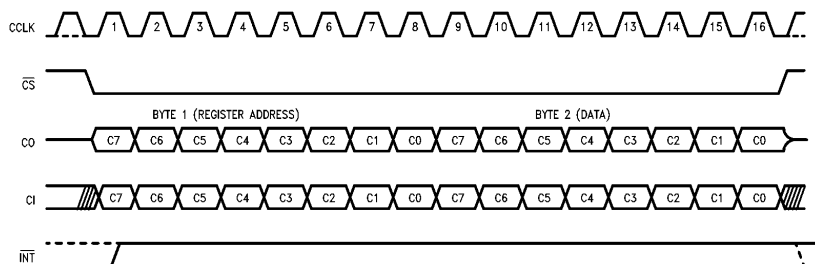 CCLK 1 2 3 4 5 6 7 8 9 10 11 12 13 14 15 16
CS
BYTE 1 (REGISTER ADDRESS) BYTE 2 (DATA)
CO C7 C6 C5 C4 C3 C2 C1 C0 C7 C6 C5 C4 C3 C2 C1 C0
CI C7 C6 C5 C4 C3 C2 C1 C0 C7 C6 C5 C4 C3 C2 C1 C0
INT